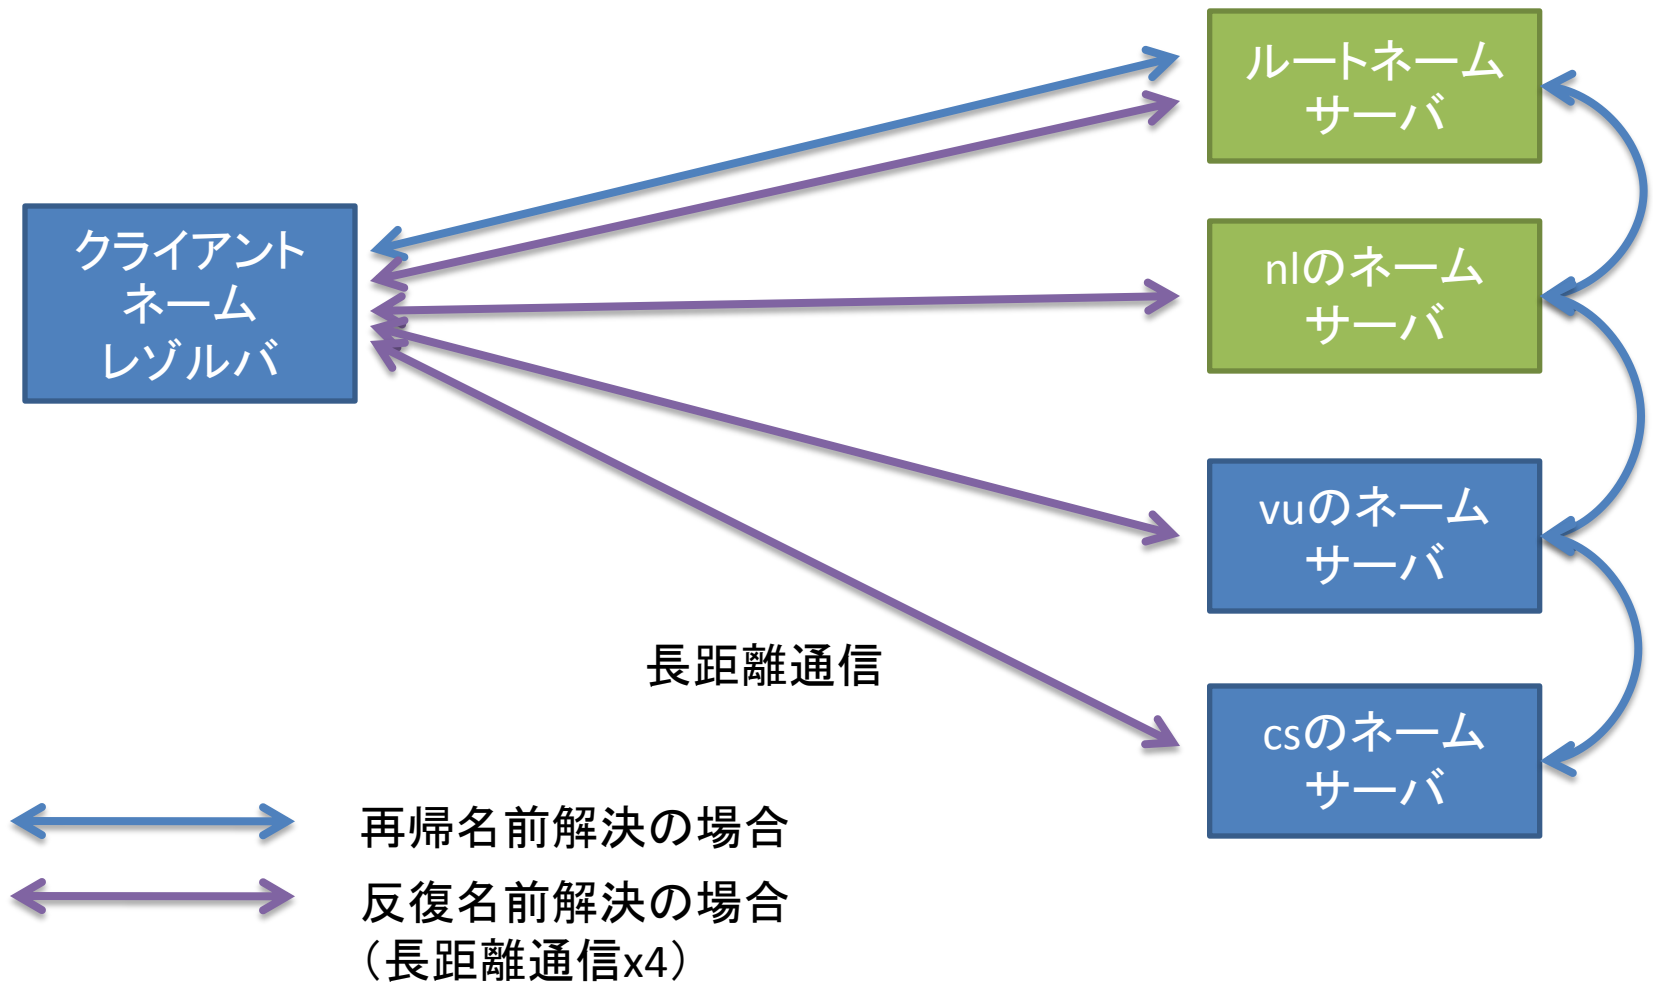 ルートネーム
サーバ
クライアント
ネーム
レゾルバ
nlのネーム
サーバ
vuのネーム
サーバ
長距離通信
csのネーム
サーバ
再帰名前解決の場合
反復名前解決の場合
（長距離通信x4）